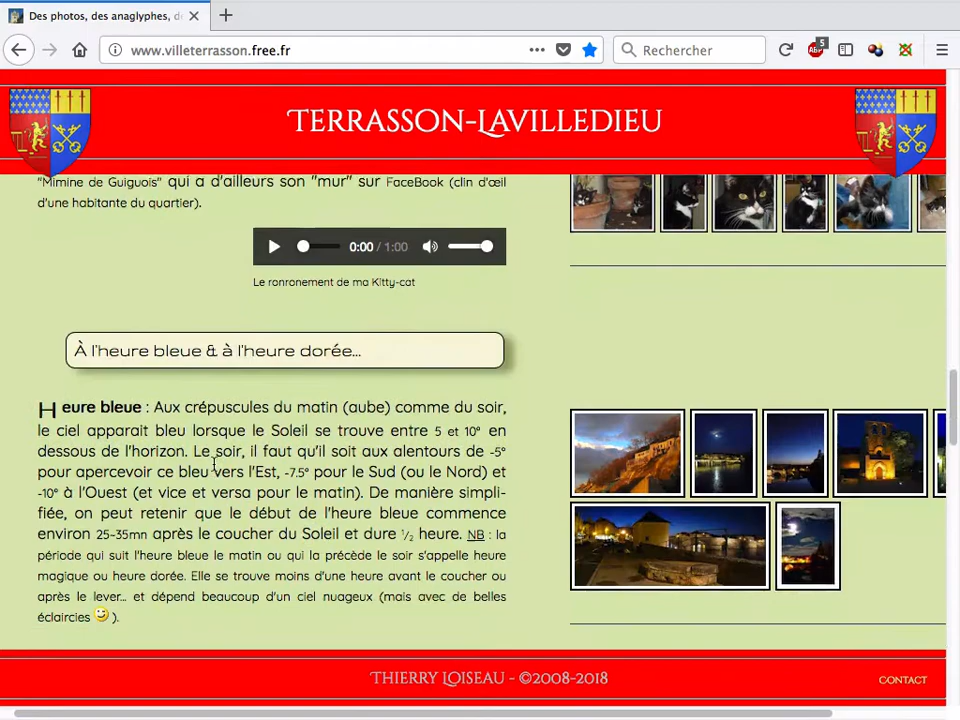 Des photos, des anaglyphes, d
www.villeterrasson.free.fr
Rechercher
5
ABP
Terrasson-Lavilledieu
"Mimine de Guiguois" qui a d'ailleurs son "mur" sur FaceBook (clin d'œil
d'une habitante du quartier).
0:00 / 1:00
Le ronronement de ma Kitty-cat
À l'heure bleue & à l'heure dorée...
Heure bleue : Aux crépuscules du matin (aube) comme du soir,
le ciel apparait bleu lorsque le Soleil se trouve entre 5 et 10° en
dessous de l'horizon. Le soir, il faut qu'il soit aux alentores de -5°
pour apercevoir ce bleu vers l'Est, -7.5° pour le Sud (ou le Nord) et
-10° à l'Ouest (et vice et versa pour le matin). De manière simpli-
fiée, on peut retenir que le début de l'heure bleue commence
environ 25-35mn après le coucher du Soleil et dure 1/2 heure. NB : la
période qui suit l'heure bleue le matin ou qui la précède le soir s'appelle heure
magique ou heure dorée. Elle se trouve moins d'une heure avant le coucher ou
après le lever... et dépend beaucoup d'un ciel nuageux (mais avec de belles
éclaircies ).
Thierry Loiseau - ©2008-2018
CONTACT